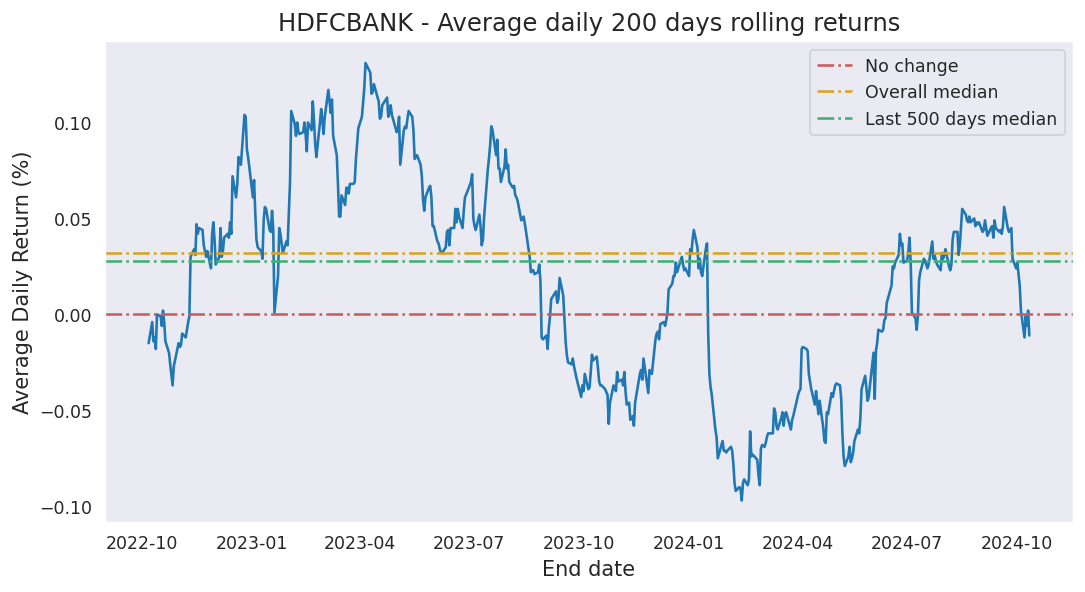 HDFCBANK - Average daily 200 days rolling returns
No change
Overall median
Last 500 days median
Average Daily Return (%)
0.10
0.05
0.00
−0.05
−0.10
2022-10 2023-01 2023-04 2023-07 2023-10 2024-01 2024-04 2024-07 2024-10
End date